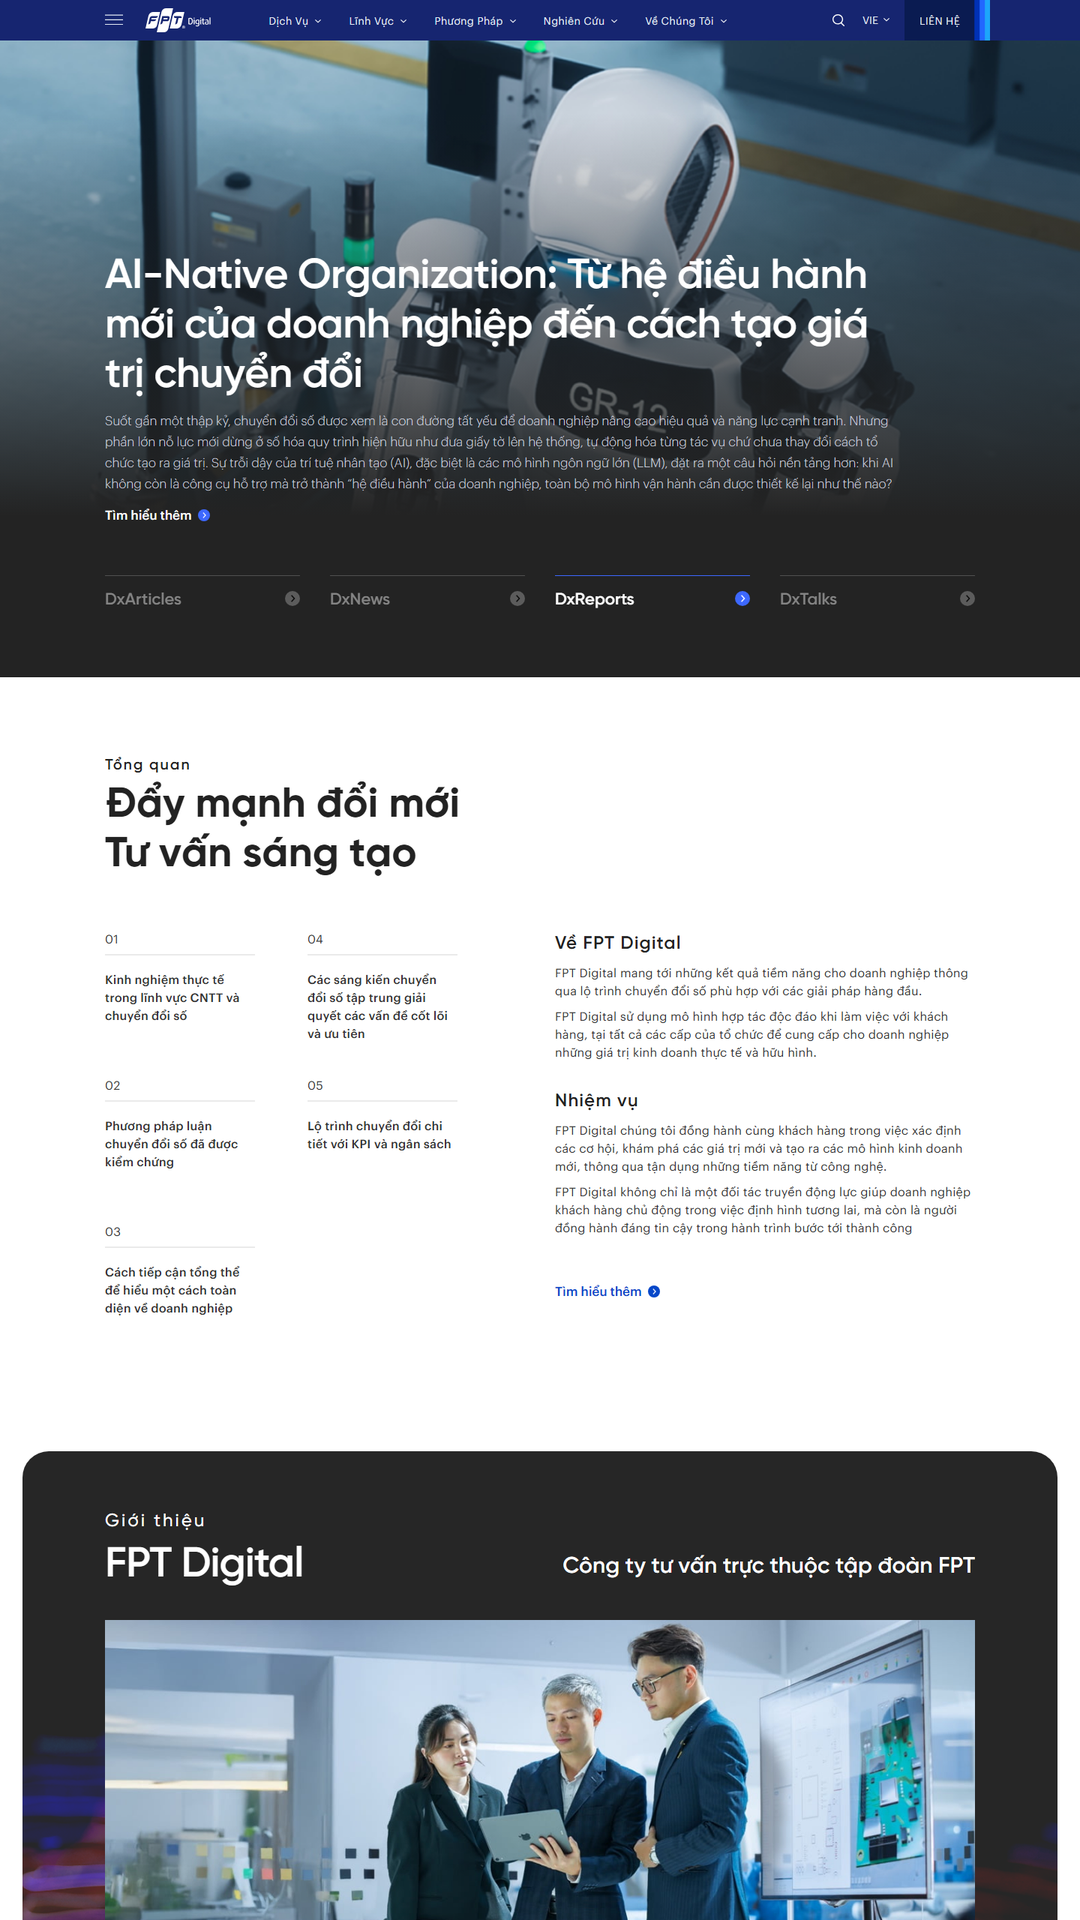 FPT Digital
Dịch Vụ
Lĩnh Vực
Phương Pháp
Nghiên Cứu
Về Chúng Tôi
VIE
LIÊN HỆ
AI-Native Organization: Từ hệ điều hành
mới của doanh nghiệp đến cách tạo giá
trị chuyển đổi
GR-12
Suốt gần một thập kỷ, chuyển đổi số được xem là con đường tất yếu để doanh nghiệp nâng cao hiệu quả và năng lực cạnh tranh. Nhưng
phần lớn nỗ lực mới dừng ở số hóa quy trình hiện hữu như đưa giấy tờ lên hệ thống, tự động hóa từng tác vụ chứ chưa thay đổi cách tổ
chức tạo ra giá trị. Sự trỗi dậy của trí tuệ nhân tạo (AI), đặc biệt là các mô hình ngôn ngữ lớn (LLM), đặt ra một câu hỏi nền tảng hơn: khi AI
không còn là công cụ hỗ trợ mà trở thành “hệ điều hành” của doanh nghiệp, toàn bộ mô hình vận hành cần được thiết kế lại như thế nào?
Tìm hiểu thêm
DxArticles
DxNews
DxReports
DxTalks
Tổng quan
Đẩy mạnh đổi mới
Tư vấn sáng tạo
01
Kinh nghiệm thực tế
trong lĩnh vực CNTT và
chuyển đổi số
02
Phương pháp luận
chuyển đổi số đã được
kiểm chứng
03
Cách tiếp cận tổng thể
để hiểu một cách toàn
diện về doanh nghiệp
04
Các sáng kiến chuyển
đổi số tập trung giải
quyết các vấn đề cốt lõi
và ưu tiên
05
Lộ trình chuyển đổi chi
tiết với KPI và ngân sách
Về FPT Digital
FPT Digital mang tới những kết quả tiềm năng cho doanh nghiệp thông
qua lộ trình chuyển đổi số phù hợp với các giải pháp hàng đầu.
FPT Digital sử dụng mô hình hợp tác độc đáo khi làm việc với khách
hàng, tại tất cả các cấp của tổ chức để cung cấp cho doanh nghiệp
những giá trị kinh doanh thực tế và hữu hình.
Nhiệm vụ
FPT Digital chúng tôi đồng hành cùng khách hàng trong việc xác định
các cơ hội, khám phá các giá trị mới và tạo ra các mô hình kinh doanh
mới, thông qua tận dụng những tiềm năng từ công nghệ.
FPT Digital không chỉ là một đối tác truyền động lực giúp doanh nghiệp
khách hàng chủ động trong việc định hình tương lai, mà còn là người
đồng hành đáng tin cậy trong hành trình bước tới thành công
Tìm hiểu thêm
Giới thiệu
FPT Digital
Công ty tư vấn trực thuộc tập đoàn FPT